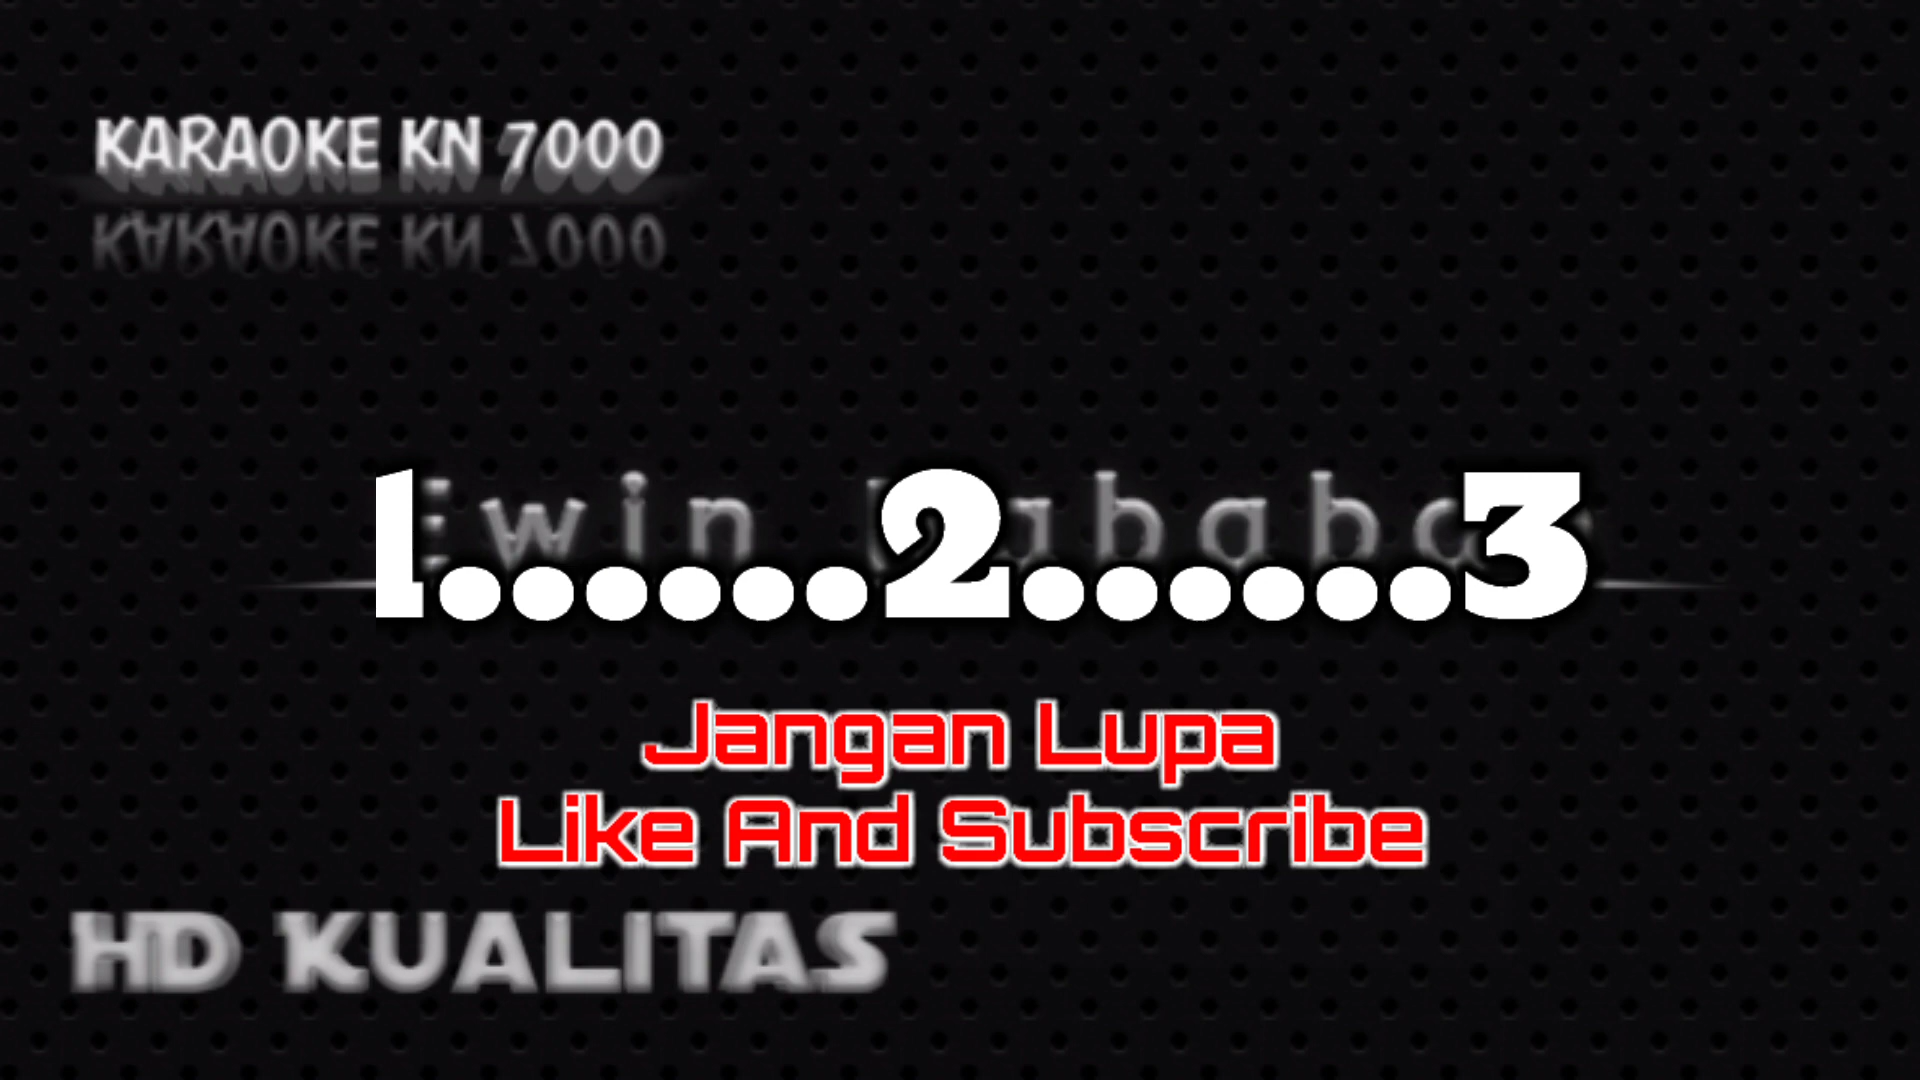 KARAOKE KN 7000
1......2......3
Jangan Lupa
Like And Subscribe
HD KUALITAS